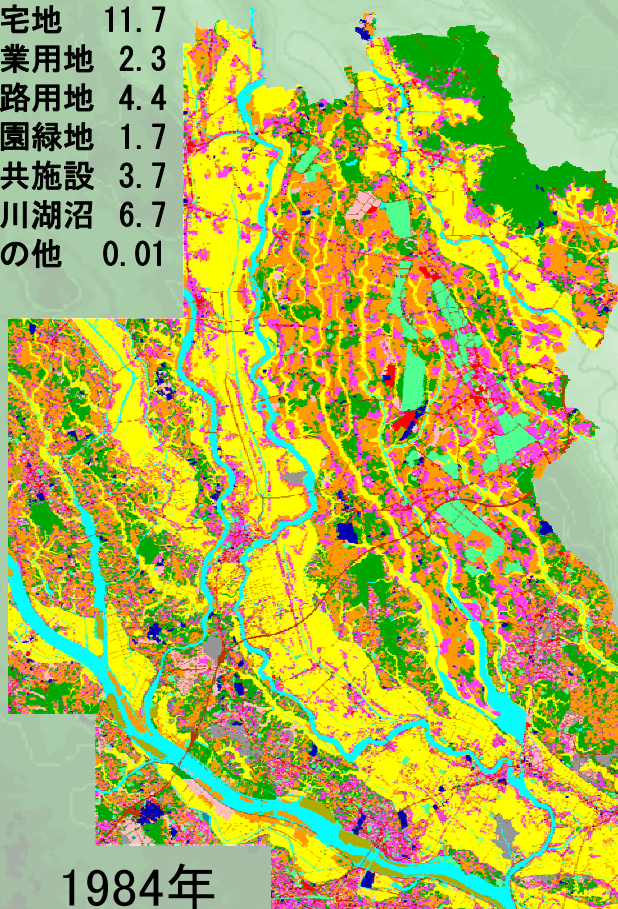 宅地 11.7
業用地 2.3
路用地 4.4
園緑地 1.7
共施設 3.7
川湖沼 6.7
の他 0.01
1984年